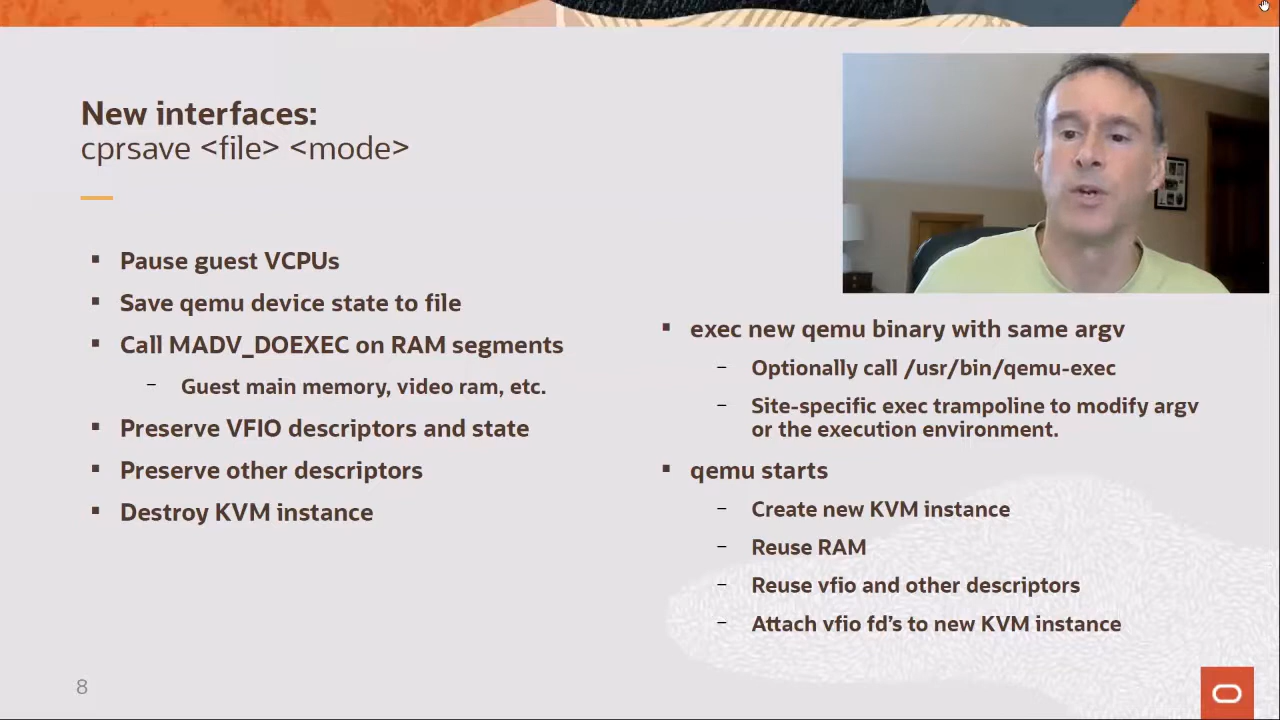 New interfaces:
cprsave <file> <mode>
▪ Pause guest VCPUs
▪ Save qemu device state to file
▪ Call MADV_DOEXEC on RAM segments
– Guest main memory, video ram, etc.
▪ Preserve VFIO descriptors and state
▪ Preserve other descriptors
▪ Destroy KVM instance
▪ exec new qemu binary with same argv
– Optionally call /usr/bin/qemu-exec
– Site-specific exec trampoline to modify argv
or the execution environment.
▪ qemu starts
– Create new KVM instance
– Reuse RAM
– Reuse vfio and other descriptors
– Attach vfio fd's to new KVM instance
8